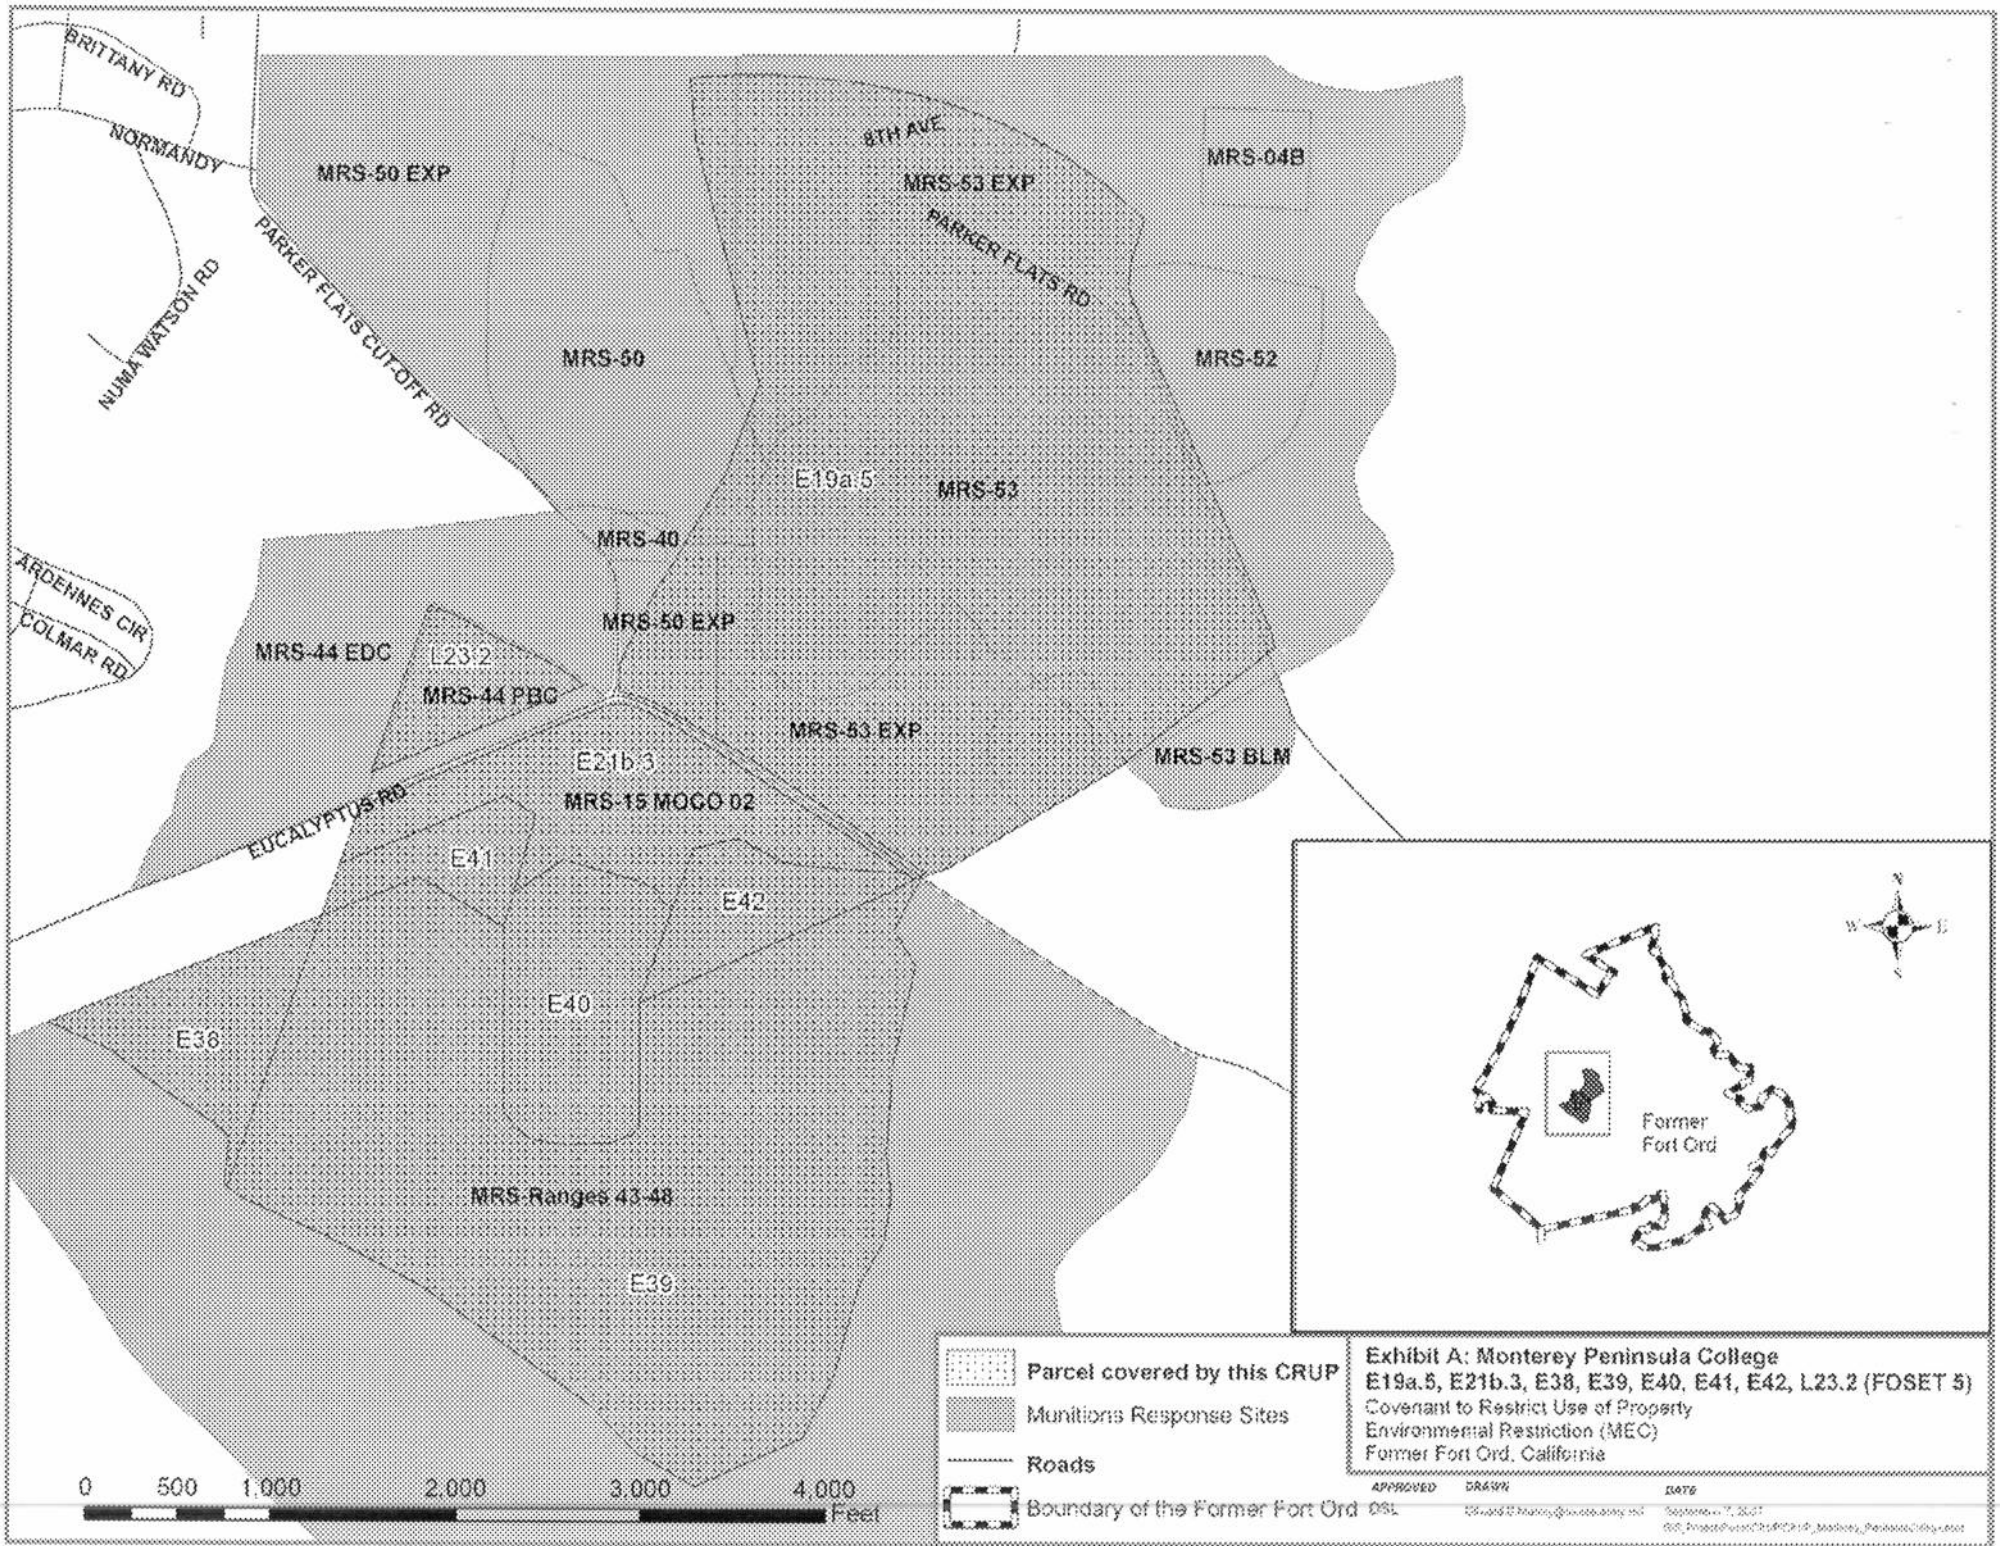 BRITTANY RD
NORMANDY
MRS-50 EXP
8TH AVE
MRS-53 EXP
MRS-04B
PARKER FLATS RD
PARKER FLATS CUT-OFF RD
NUMA WATSON RD
MRS-50
MRS-52
E19a.5
MRS-53
MRS-40
ARDENNES CIR
COLMAR RD
MRS-50 EXP
MRS-44 EDC
L23.2
MRS-44 PBC
MRS-53 EXP
MRS-53 BLM
E21b.3
MRS-15 MOCO 02
EUCALYPTUS RD
E41
E42
E40
E38
MRS-Ranges 43-48
E39
N
W E
S
Former
Fort Ord
Parcel covered by this CRUP
Munitions Response Sites
Roads
Boundary of the Former Fort Ord
Exhibit A: Monterey Peninsula College
E19a.5, E21b.3, E38, E39, E40, E41, E42, L23.2 (FOSET 5)
Covenant to Restrict Use of Property
Environmental Restriction (MEC)
Former Fort Ord, California
APPROVED DRAWN DATE
DSL September 7, 2007
0 500 1,000 2,000 3,000 4,000
Feet